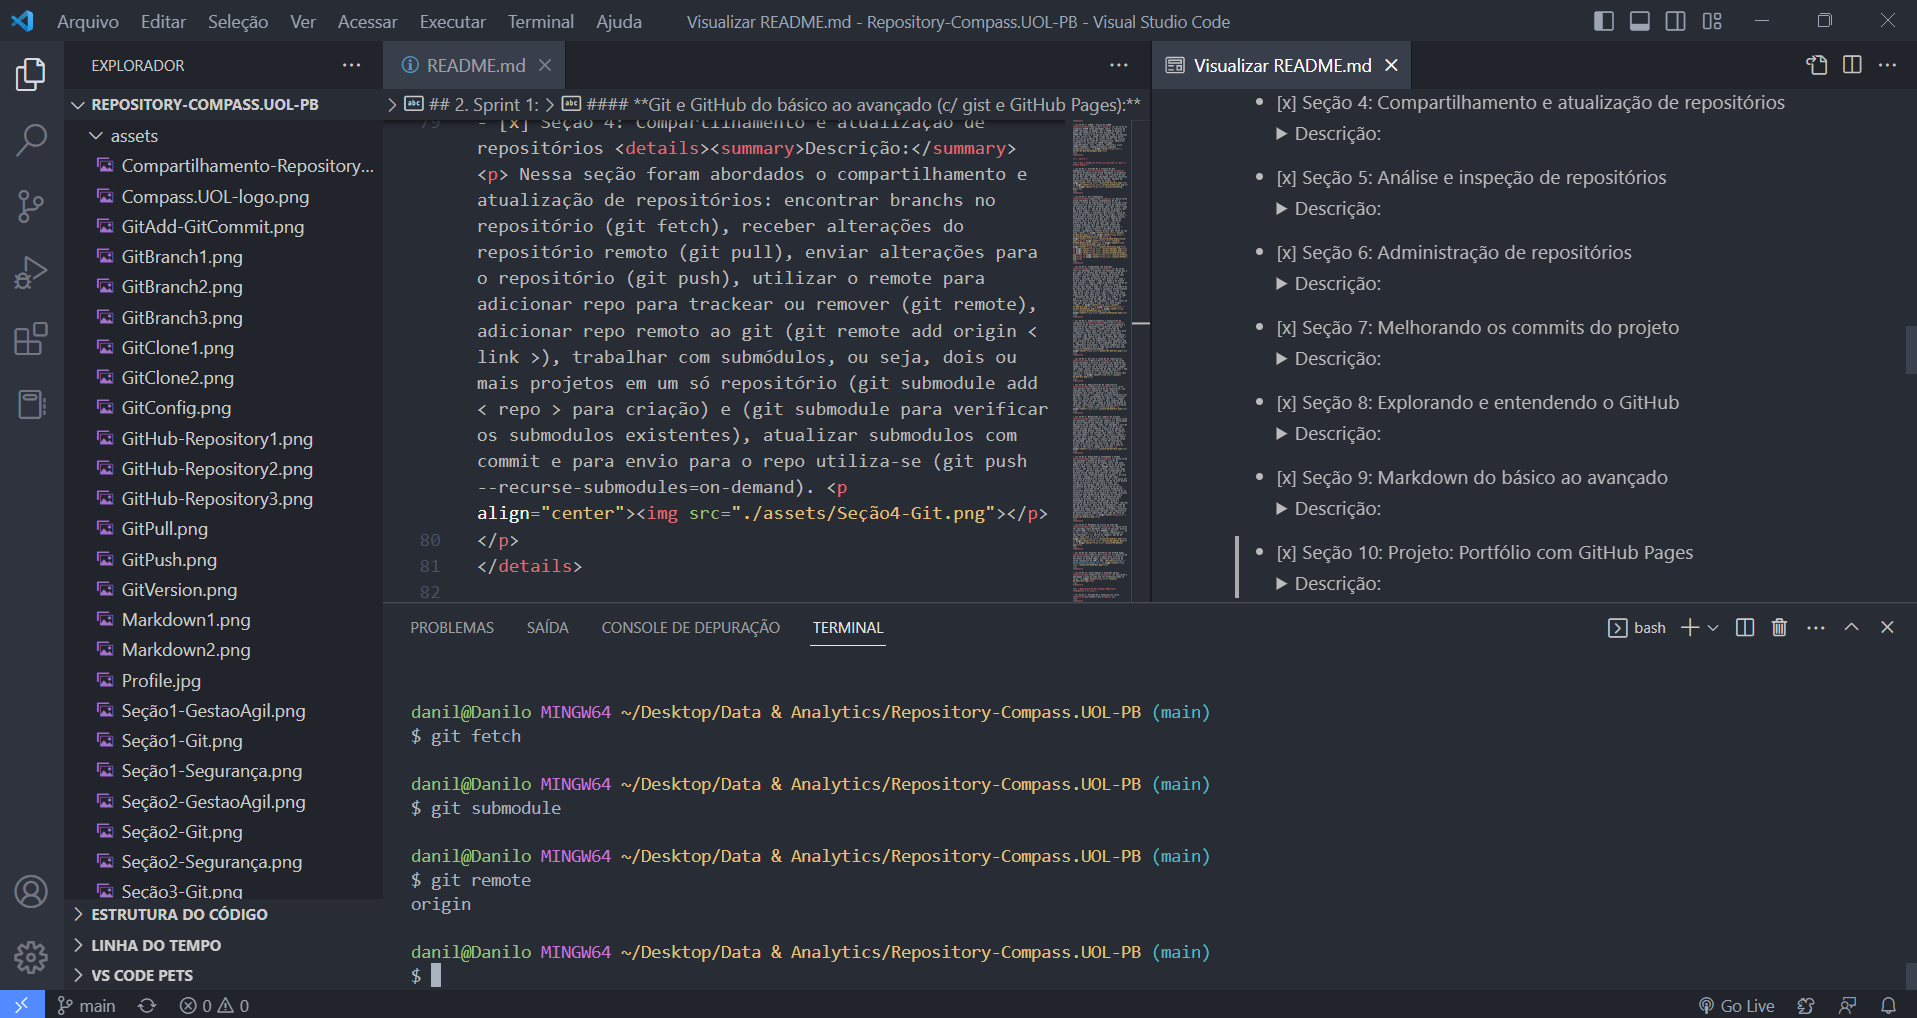 Arquivo Editar Seleção Ver Acessar Executar Terminal Ajuda Visualizar README.md - Repository-Compass.UOL-PB - Visual Studio Code
EXPLORADOR
REPOSITORY-COMPASS.UOL-PB
assets
Compartilhamento-Repository...
Compass.UOL-logo.png
GitAdd-GitCommit.png
GitBranch1.png
GitBranch2.png
GitBranch3.png
GitClone1.png
GitClone2.png
GitConfig.png
GitHub-Repository1.png
GitHub-Repository2.png
GitHub-Repository3.png
GitPull.png
GitPush.png
GitVersion.png
Markdown1.png
Markdown2.png
Profile.jpg
Seção1-GestaoAgil.png
Seção1-Git.png
Seção1-Segurança.png
Seção2-GestaoAgil.png
Seção2-Git.png
Seção2-Segurança.png
Seção3-Git.png
ESTRUTURA DO CÓDIGO
LINHA DO TEMPO
VS CODE PETS
README.md
## 2. Sprint 1: > #### **Git e GitHub do básico ao avançado (c/ gist e GitHub Pages):**
79 - [x] Seção 4: Compartilhamento e atualização de
repositórios <details><summary>Descrição:</summary>
<p> Nessa seção foram abordados o compartilhamento e
atualização de repositórios: encontrar branchs no
repositório (git fetch), receber alterações do
repositório remoto (git pull), enviar alterações para
o repositório (git push), utilizar o remote para
adicionar repo para trackear ou remover (git remote),
adicionar repo remoto ao git (git remote add origin <
link >), trabalhar com submódulos, ou seja, dois ou
mais projetos em um só repositório (git submodule add
< repo > para criação) e (git submodule para verificar
os submodulos existentes), atualizar submodulos com
commit e para envio para o repo utiliza-se (git push
--recurse-submodules=on-demand). <p
align="center"><img src="./assets/Seção4-Git.png"></p>
80 </p>
81 </details>
82
Visualizar README.md
[x] Seção 4: Compartilhamento e atualização de repositórios
Descrição:
[x] Seção 5: Análise e inspeção de repositórios
Descrição:
[x] Seção 6: Administração de repositórios
Descrição:
[x] Seção 7: Melhorando os commits do projeto
Descrição:
[x] Seção 8: Explorando e entendendo o GitHub
Descrição:
[x] Seção 9: Markdown do básico ao avançado
Descrição:
[x] Seção 10: Projeto: Portfólio com GitHub Pages
Descrição:
PROBLEMAS SAÍDA CONSOLE DE DEPURAÇÃO TERMINAL bash
danil@Danilo MINGW64 ~/Desktop/Data & Analytics/Repository-Compass.UOL-PB (main)
$ git fetch
danil@Danilo MINGW64 ~/Desktop/Data & Analytics/Repository-Compass.UOL-PB (main)
$ git submodule
danil@Danilo MINGW64 ~/Desktop/Data & Analytics/Repository-Compass.UOL-PB (main)
$ git remote
origin
danil@Danilo MINGW64 ~/Desktop/Data & Analytics/Repository-Compass.UOL-PB (main)
$
main 0 0 Go Live